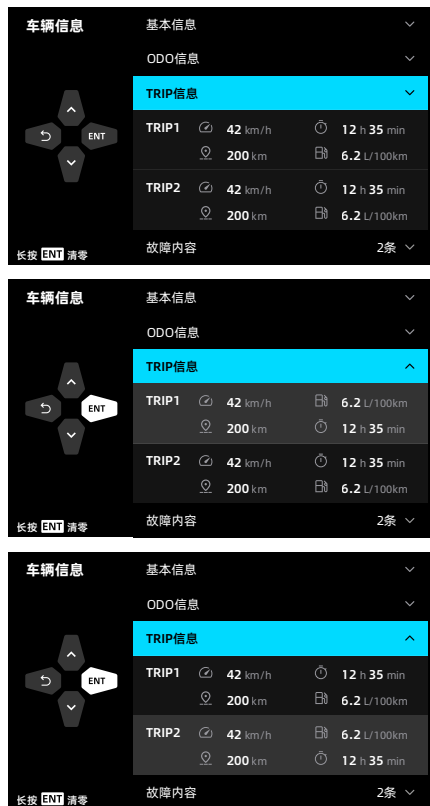 车辆信息
基本信息
ODO信息
TRIP信息
TRIP1 42 km/h 12 h 35 min
200 km 6.2 L/100km
TRIP2 42 km/h 12 h 35 min
200 km 6.2 L/100km
故障内容 2条
ENT
长按 ENT 清零
车辆信息
基本信息
ODO信息
TRIP信息
TRIP1 42 km/h 6.2 L/100km
200 km 12 h 35 min
TRIP2 42 km/h 12 h 35 min
200 km 6.2 L/100km
故障内容 2条
ENT
长按 ENT 清零
车辆信息
基本信息
ODO信息
TRIP信息
TRIP1 42 km/h 12 h 35 min
200 km 6.2 L/100km
TRIP2 42 km/h 6.2 L/100km
200 km 12 h 35 min
故障内容 2条
ENT
长按 ENT 清零